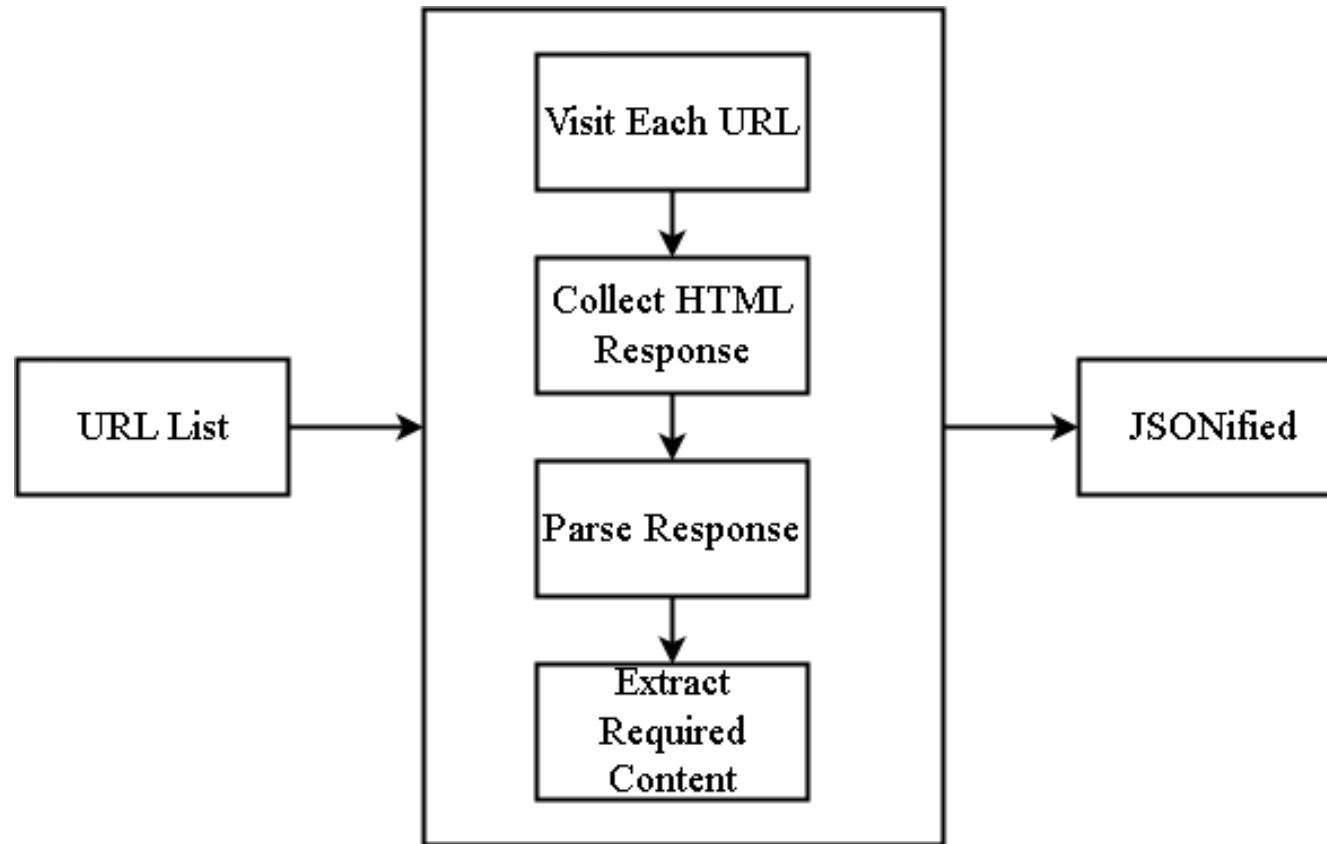 URL List
Visit Each URL
Collect HTML
Response
Parse Response
Extract
Required
Content
JSONified